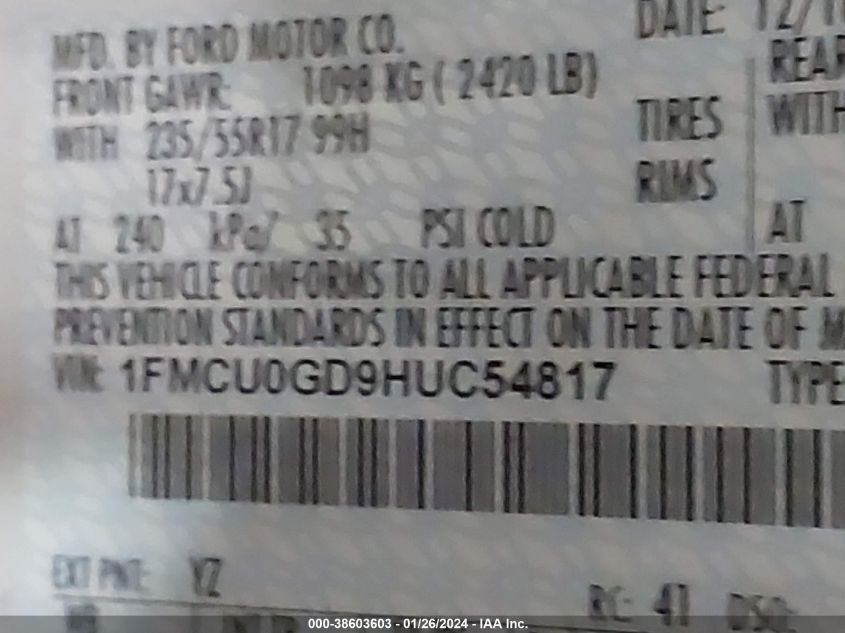 DATE: 12/1
MFD. BY FORD MOTOR CO.
FRONT GAWR: 1098 KG ( 2420 LB) REAR
WITH 235/55R17 99H TIRES WITH
17x7.5J RIMS
AT 240 kPa/ 35 PSI COLD AT
THIS VEHICLE CONFORMS TO ALL APPLICABLE FEDERAL
PREVENTION STANDARDS IN EFFECT ON THE DATE OF M
VIN: 1FMCU0GD9HUC54817 TYPE
EXT PNT: YZ RC: 41 DSO:
000-38603603 - 01/26/2024 - IAA Inc.